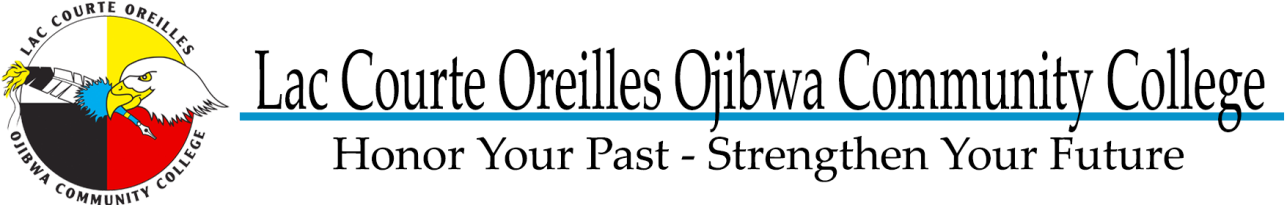 LAC COURTE OREILLES
OJIBWA COMMUNITY COLLEGE
Lac Courte Oreilles Ojibwa Community College
Honor Your Past - Strengthen Your Future